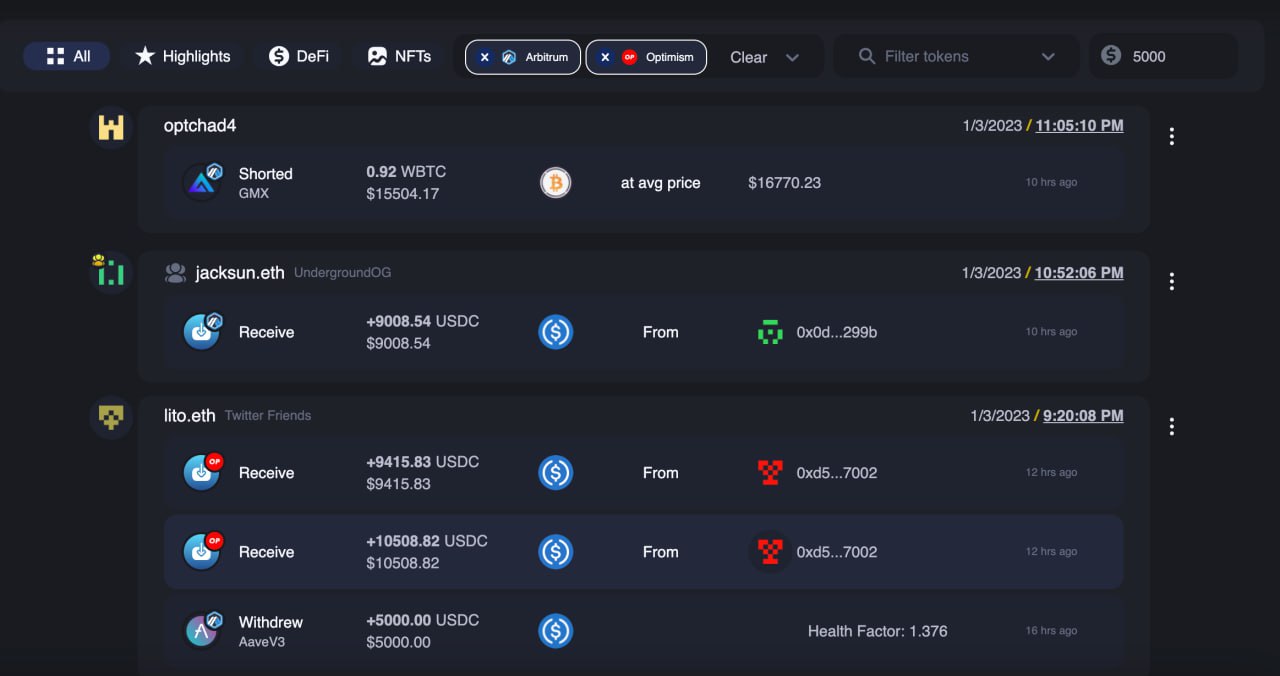 All Highlights DeFi NFTs x Arbitrum x OP Optimism Clear Filter tokens $ 5000
optchad4 1/3/2023 / 11:05:10 PM
Shorted 0.92 WBTC at avg price $16770.23 10 hrs ago
GMX $15504.17
jacksun.eth UndergroundOG 1/3/2023 / 10:52:06 PM
Receive +9008.54 USDC From 0x0d...299b 10 hrs ago
$9008.54
lito.eth Twitter Friends 1/3/2023 / 9:20:08 PM
OP Receive +9415.83 USDC From 0xd5...7002 12 hrs ago
$9415.83
OP Receive +10508.82 USDC From 0xd5...7002 12 hrs ago
$10508.82
Withdrew +5000.00 USDC Health Factor: 1.376 16 hrs ago
AaveV3 $5000.00